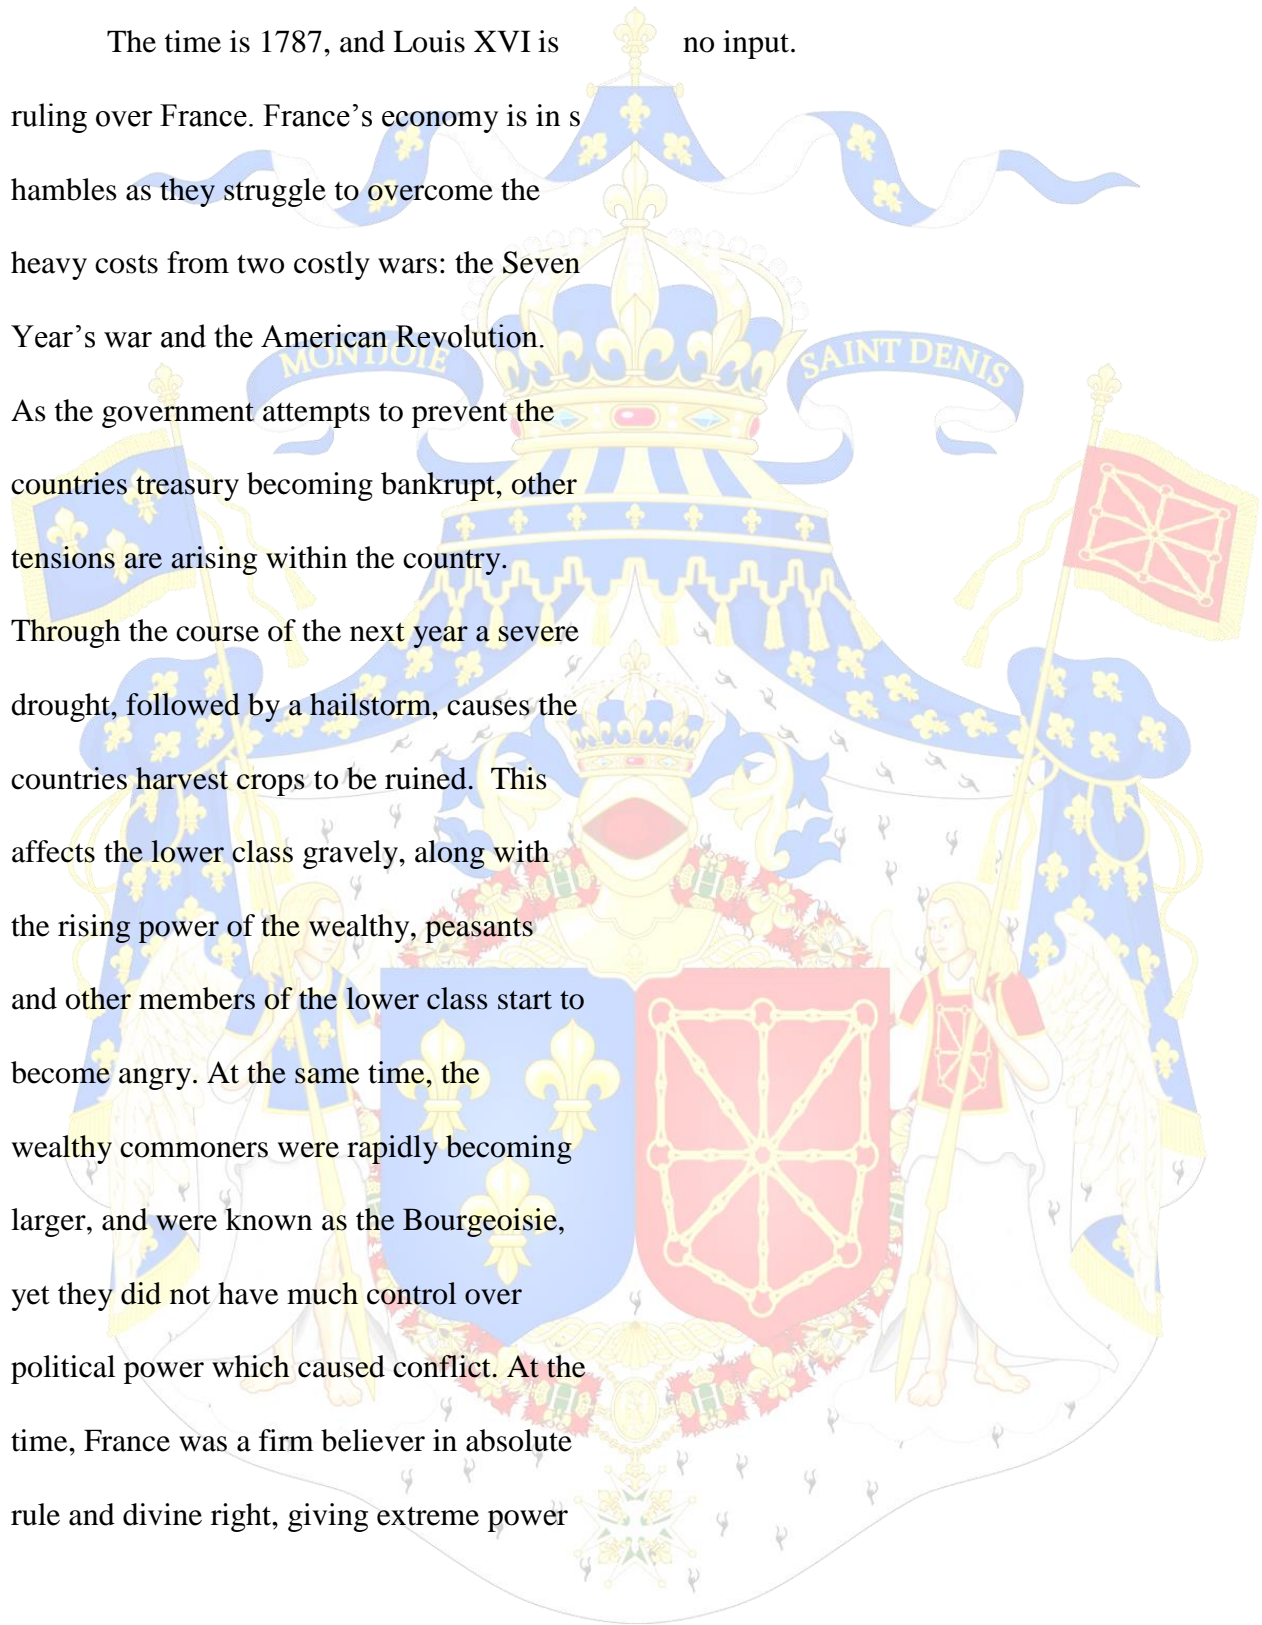 The time is 1787, and Louis XVI is
ruling over France. France’s economy is in s
hambles as they struggle to overcome the
heavy costs from two costly wars: the Seven
Year’s war and the American Revolution.
As the government attempts to prevent the
countries treasury becoming bankrupt, other
tensions are arising within the country.
Through the course of the next year a severe
drought, followed by a hailstorm, causes the
countries harvest crops to be ruined.  This
affects the lower class gravely, along with
the rising power of the wealthy, peasants
and other members of the lower class start to
become angry. At the same time, the
wealthy commoners were rapidly becoming
larger, and were known as the Bourgeoisie,
yet they did not have much control over
political power which caused conflict. At the
time, France was a firm believer in absolute
rule and divine right, giving extreme power
no input.
MONTJOIE
SAINT DENIS